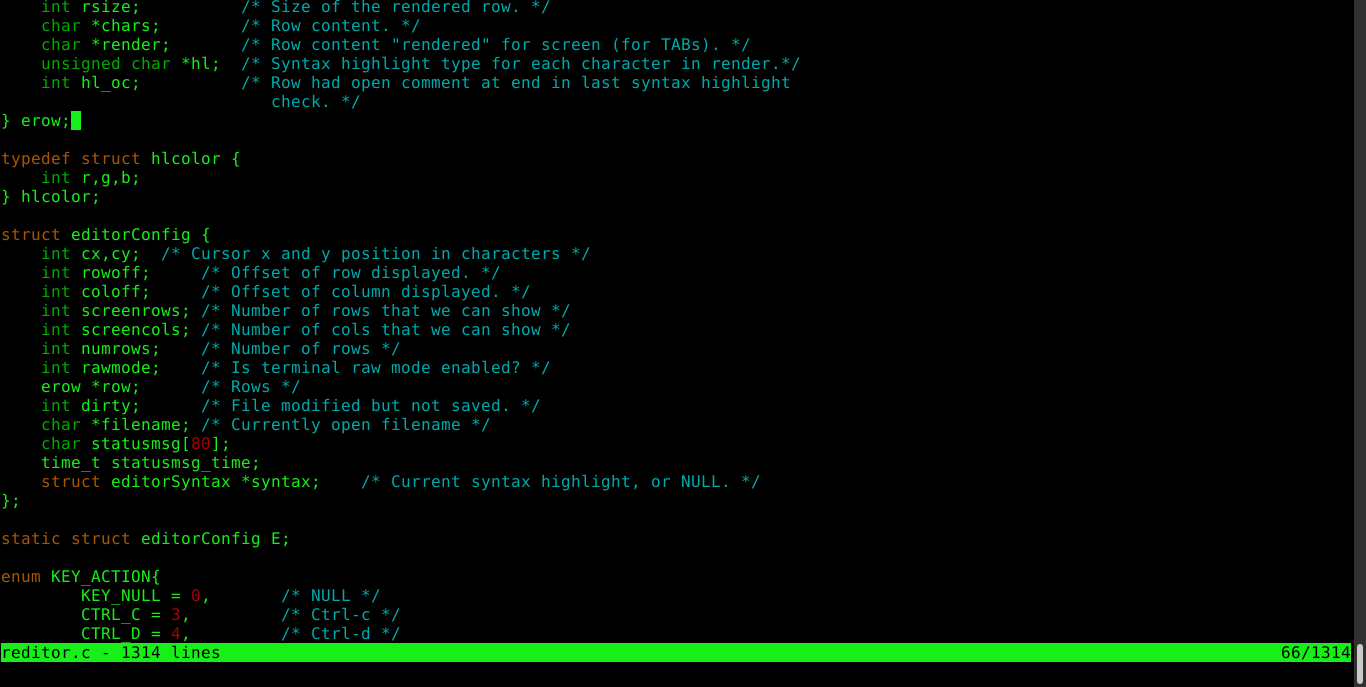 int rsize;          /* Size of the rendered row. */
    char *chars;        /* Row content. */
    char *render;       /* Row content "rendered" for screen (for TABs). */
    unsigned char *hl;  /* Syntax highlight type for each character in render.*/
    int hl_oc;          /* Row had open comment at end in last syntax highlight
                           check. */
} erow;

typedef struct hlcolor {
    int r,g,b;
} hlcolor;

struct editorConfig {
    int cx,cy;  /* Cursor x and y position in characters */
    int rowoff;     /* Offset of row displayed. */
    int coloff;     /* Offset of column displayed. */
    int screenrows; /* Number of rows that we can show */
    int screencols; /* Number of cols that we can show */
    int numrows;    /* Number of rows */
    int rawmode;    /* Is terminal raw mode enabled? */
    erow *row;      /* Rows */
    int dirty;      /* File modified but not saved. */
    char *filename; /* Currently open filename */
    char statusmsg[80];
    time_t statusmsg_time;
    struct editorSyntax *syntax;    /* Current syntax highlight, or NULL. */
};

static struct editorConfig E;

enum KEY_ACTION{
        KEY_NULL = 0,       /* NULL */
        CTRL_C = 3,         /* Ctrl-c */
        CTRL_D = 4,         /* Ctrl-d */
reditor.c - 1314 lines 66/1314